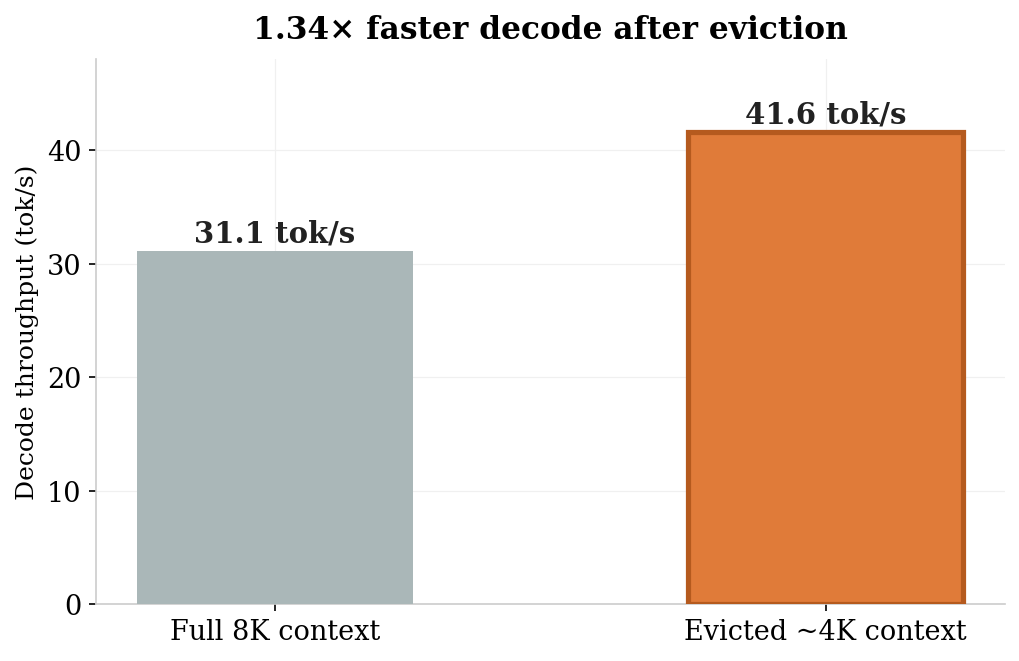 1.34× faster decode after eviction
41.6 tok/s
31.1 tok/s
Decode throughput (tok/s)
40
30
20
10
0
Full 8K context
Evicted ~4K context